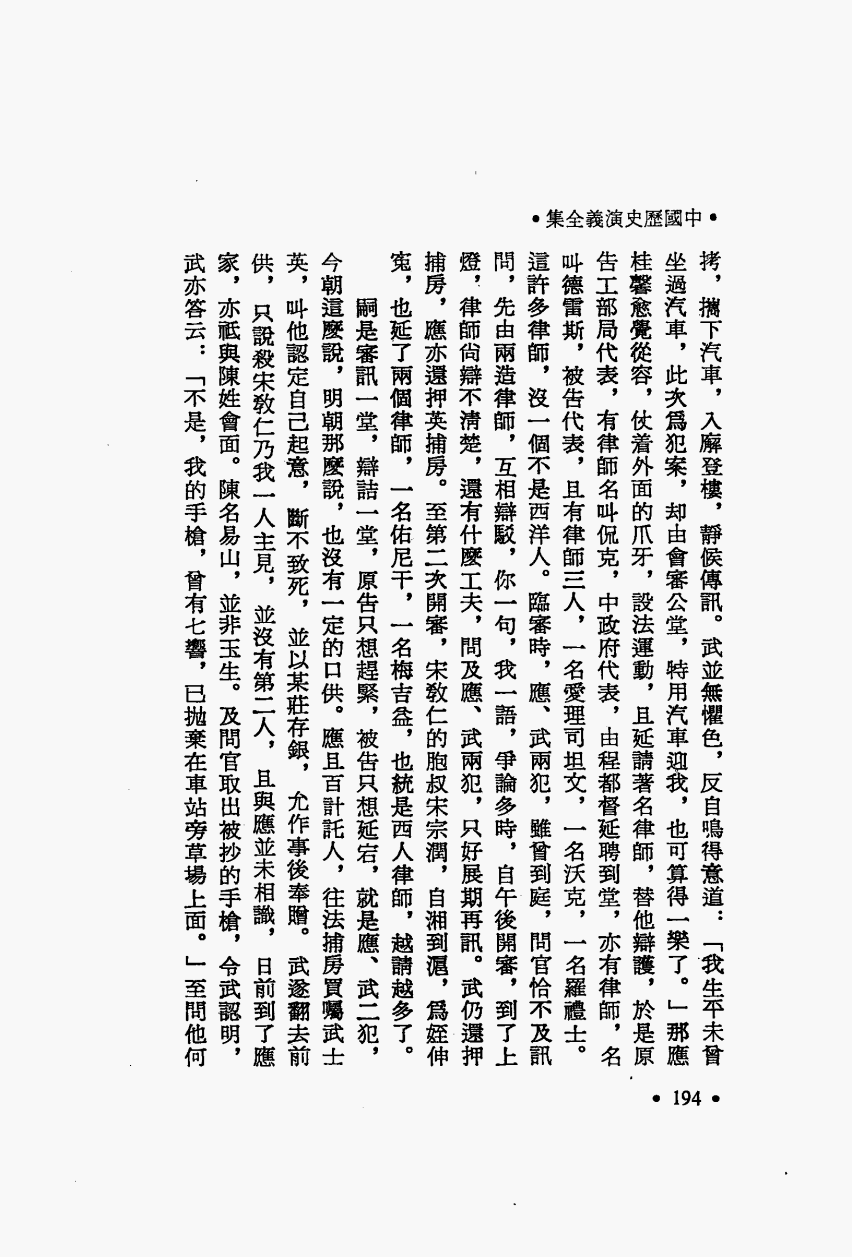 •中國歷史演義全集•
拷，攜下汽車，入廨登樓，靜候傳訊。武並無懼色，反自鳴得意道：「我生平未曾
坐過汽車，此次爲犯案，却由會審公堂，特用汽車迎我，也可算得一樂了。」那應
桂馨愈覺從容，仗着外面的爪牙，設法運動，且延請著名律師，替他辯護，於是原
告工部局代表，有律師名叫侃克，中政府代表，由程都督延聘到堂，亦有律師，名
叫德雷斯，被告代表，且有律師三人，一名愛理司坦文，一名沃克，一名羅禮士。
這許多律師，沒一個不是西洋人。臨審時，應、武兩犯，雖曾到庭，問官恰不及訊
問，先由兩造律師，互相辯駁，你一句，我一語，爭論多時，自午後開審，到了上
燈，律師尙辯不清楚，還有什麼工夫，問及應、武兩犯，只好展期再訊。武仍還押
捕房，應亦還押英捕房。至第二次開審，宋敎仁的胞叔宋宗潤，自湘到滬，爲姪伸
寃，也延了兩個律師，一名佑尼干，一名梅吉益，也統是西人律師，越請越多了。
嗣是審訊一堂，辯詰一堂，原告只想趕緊，被告只想延宕，就是應、武二犯，
今朝這麼說，明朝那麼說，也沒有一定的口供。應且百計託人，往法捕房買囑武士
英，叫他認定自己起意，斷不致死，並以某莊存銀，允作事後奉贈。武遂翻去前
供，只說殺宋敎仁乃我一人主見，並沒有第二人，且與應並未相識，日前到了應
家，亦祗與陳姓會面。陳名易山，並非玉生。及問官取出被抄的手槍，令武認明，
武亦答云：「不是，我的手槍，曾有七響，已拋棄在車站旁草場上面。」至問他何
•194•